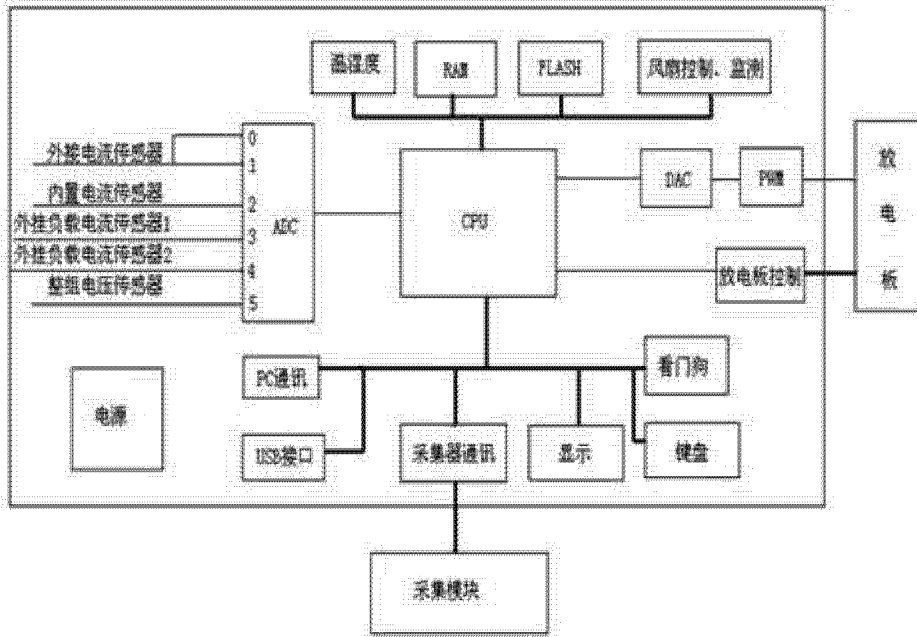 温湿度
RAM
FLASH
风扇控制、监测
外接电流传感器
内置电流传感器
外挂负载电流传感器1
外挂负载电流传感器2
整组电压传感器
0
1
2
3
4
5
ADC
CPU
DAC
PWM
放电板控制
放
电
板
PC通讯
看门狗
电源
USB接口
采集器通讯
显示
键盘
采集模块